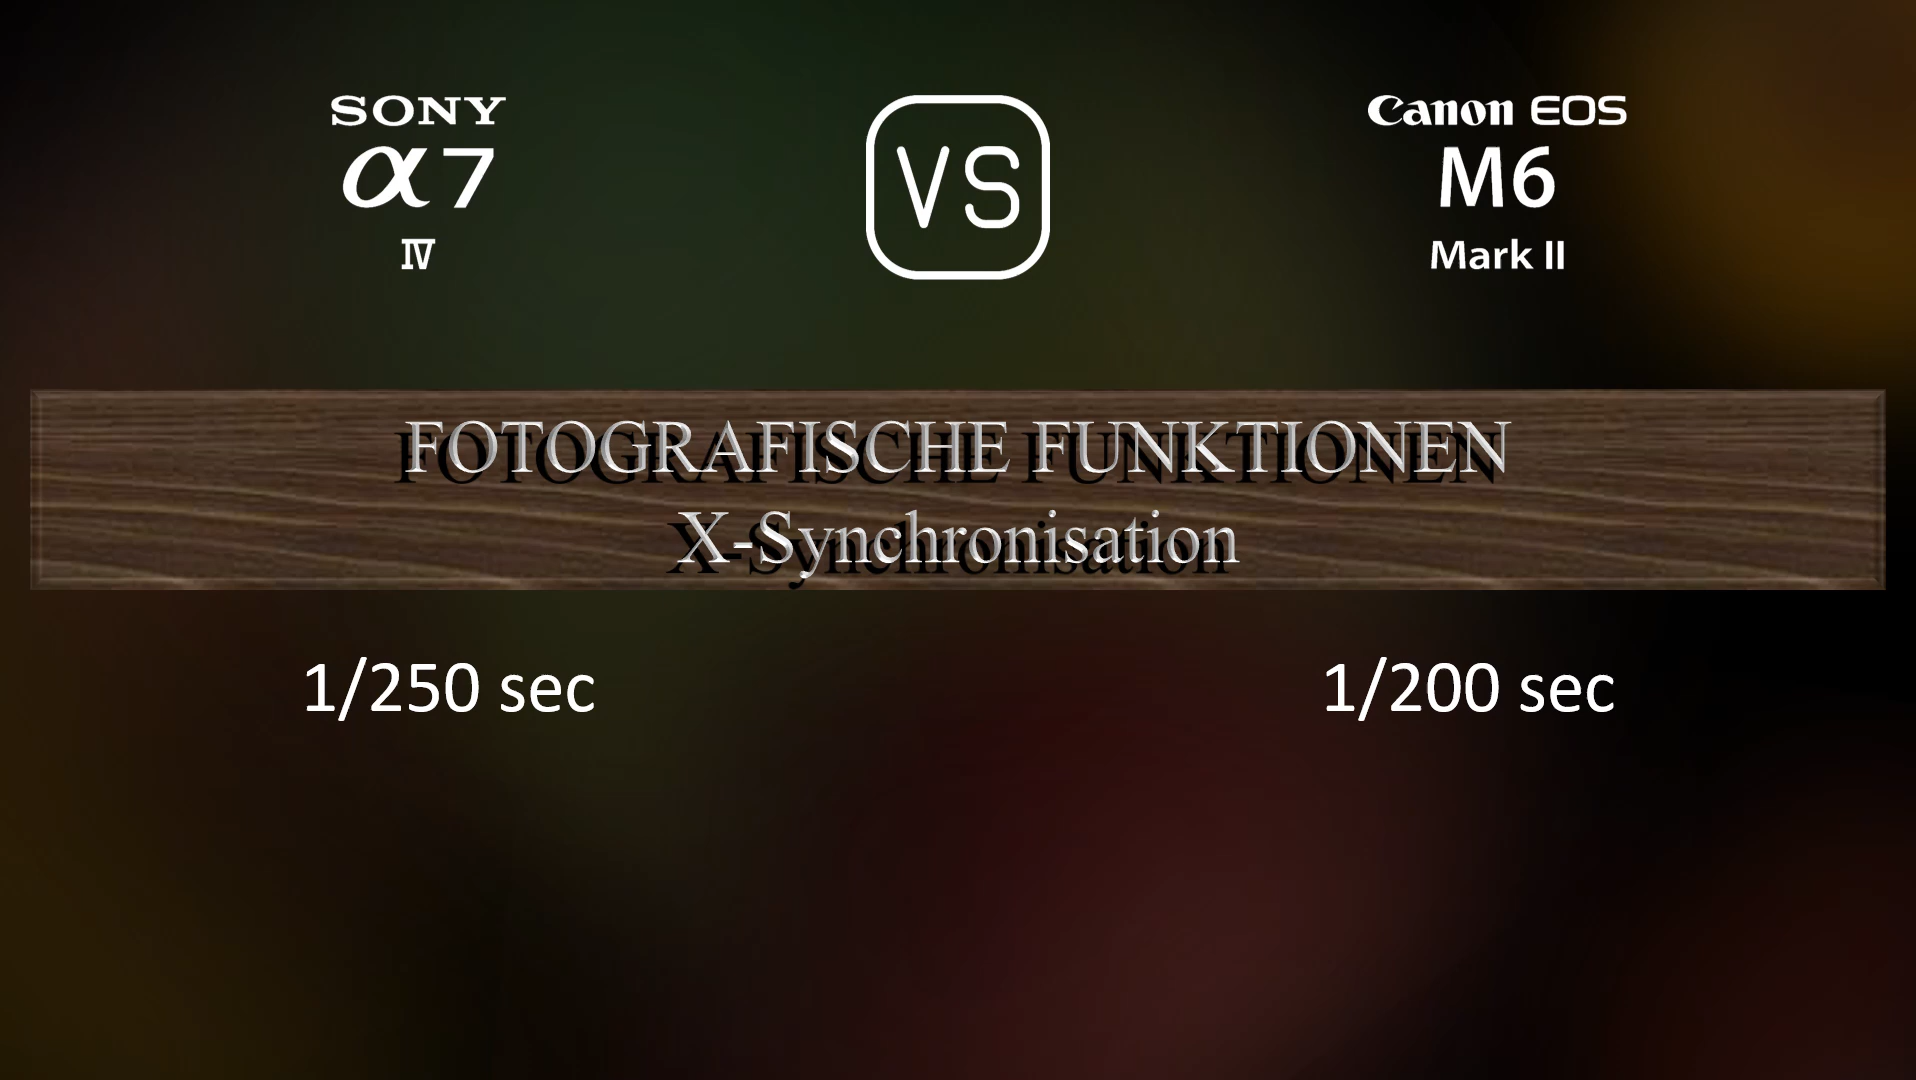 SONY
α7
IV
VS
Canon EOS
M6
Mark II
FOTOGRAFISCHE FUNKTIONEN
X-Synchronisation
1/250 sec
1/200 sec